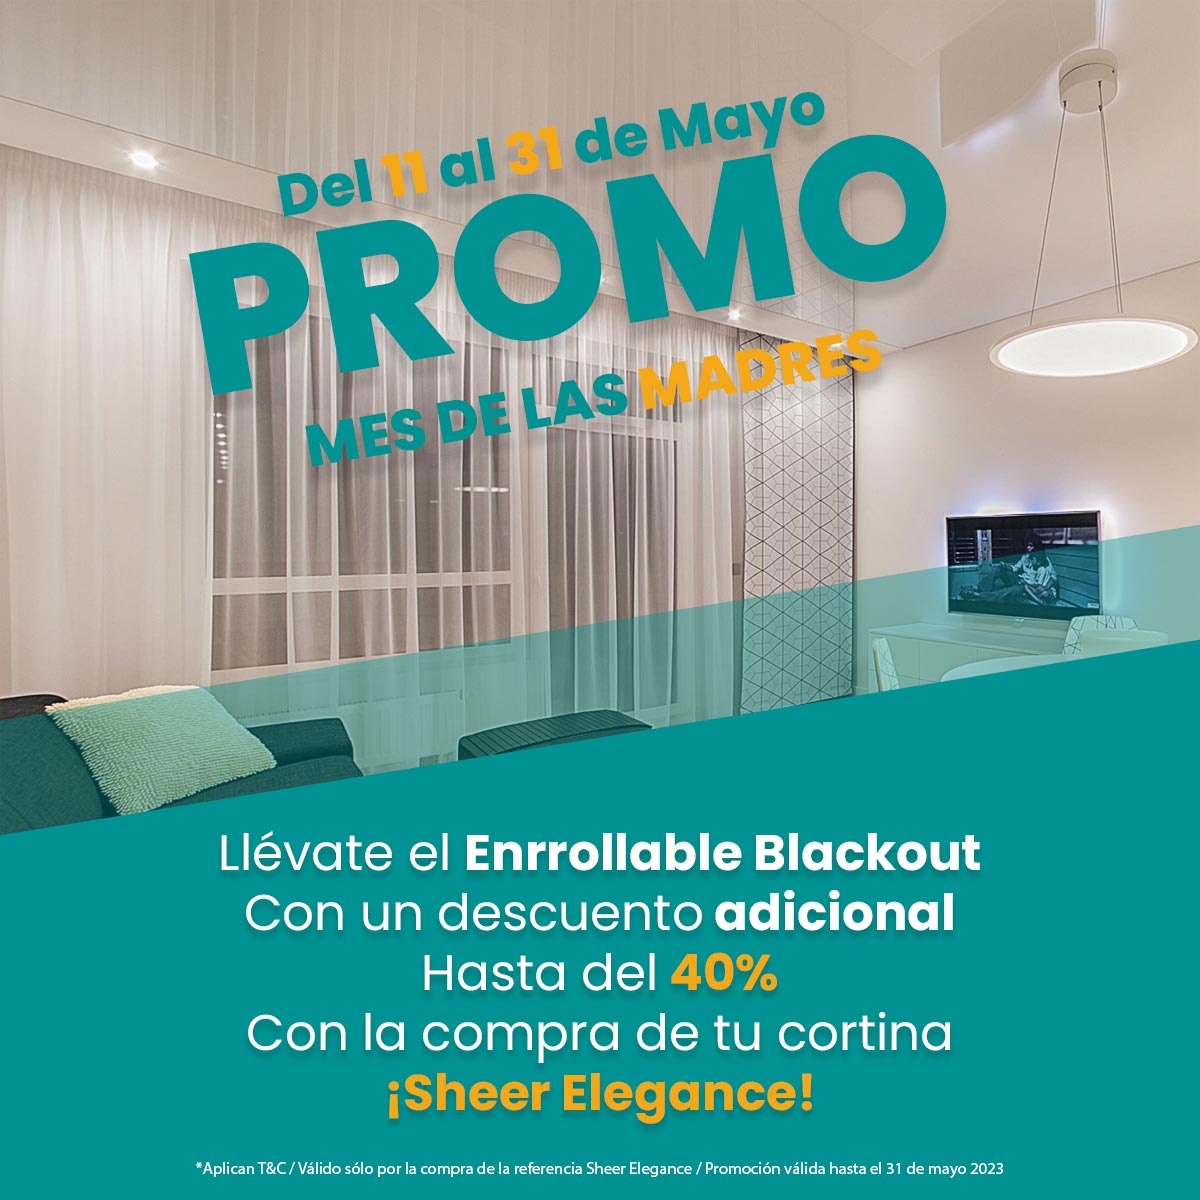 Del 11 al 31 de Mayo
PROMO
MES DE LAS MADRES
Llévate el Enrrollable Blackout
Con un descuento adicional
Hasta del 40%
Con la compra de tu cortina
¡Sheer Elegance!
*Aplican T&C / Válido sólo por la compra de la referencia Sheer Elegance / Promoción válida hasta el 31 de mayo 2023